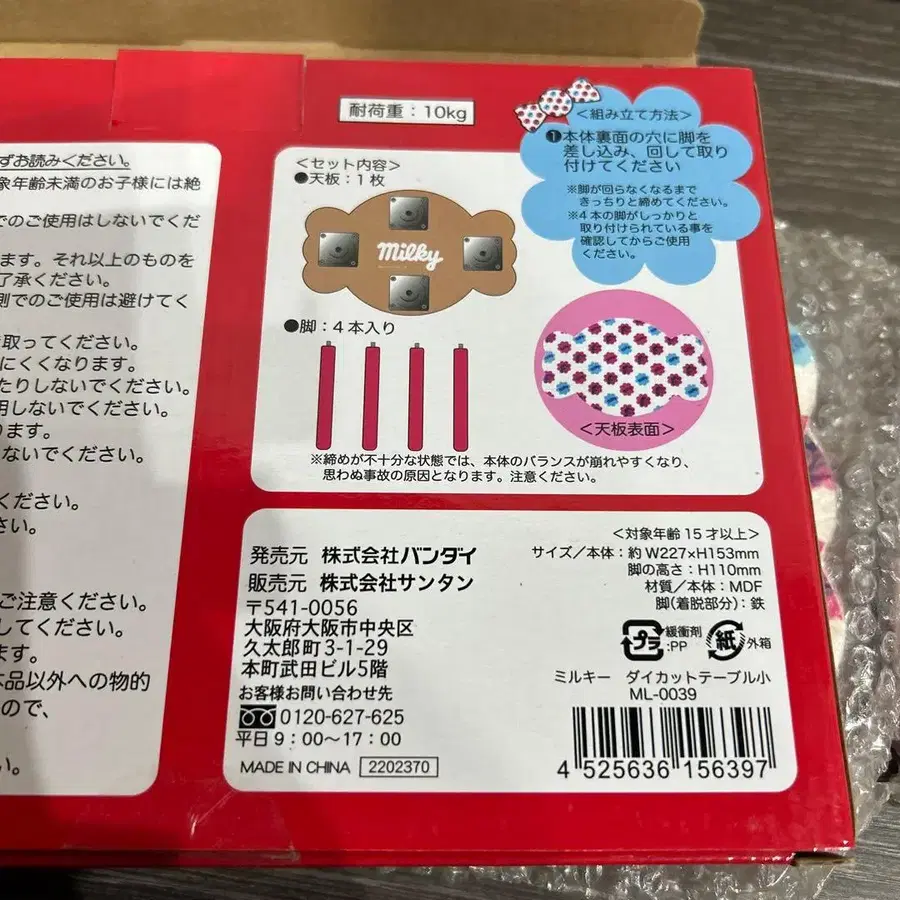 ずお読みください。
象年齢未満のお子様には絶
でのご使用はしないでくだ
ます。それ以上のものを
了承ください。
側でのご使用は避けてく
取ってください。
にくくなります。
たりしないでください。
用しないでください。
ります。
ないでください。
ください。
さい。
ご注意ください。
してください。
ます。
本品以外への物的
ので、
い。
耐荷重:10kg
<セット内容>
●天板:1枚
milky
●脚:4本入り
※締めが不十分な状態では、本体のバランスが崩れやすくなり、
思わぬ事故の原因となります。注意ください。
<組み立て方法>
❶本体裏面の穴に脚を
差し込み、回して取り
付けてください
※脚が回らなくなるまで
きっちりと締めてください。
※4本の脚がしっかりと
取り付けられている事を
確認してからご使用
ください。
<天板表面>
発売元 株式会社バンダイ
販売元 株式会社サンタン
〒541-0056
大阪府大阪市中央区
久太郎町3-1-29
本町武田ビル5階
お客様お問い合わせ先
0120-627-625
平日9:00〜17:00
MADE IN CHINA 2202370
<対象年齢15才以上>
サイズ/本体:約W227×H153mm
脚の高さ:H110mm
材質/本体:MDF
脚(着脱部分):鉄
プラ 緩衝剤
:PP
紙 外箱
ミルキー ダイカットテーブル小
ML-0039
4 525636 156397